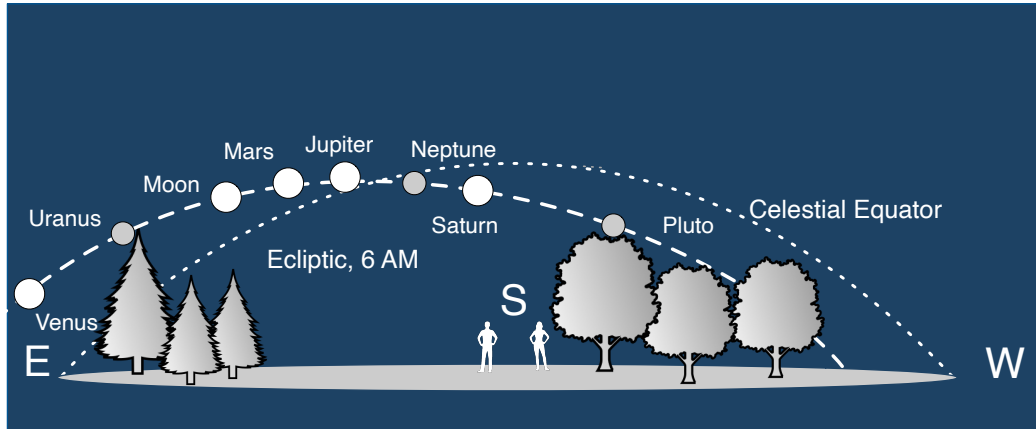 Jupiter
Neptune
Mars
Moon
Uranus
Saturn
Pluto
Celestial Equator
Ecliptic, 6 AM
S
Venus
E
W